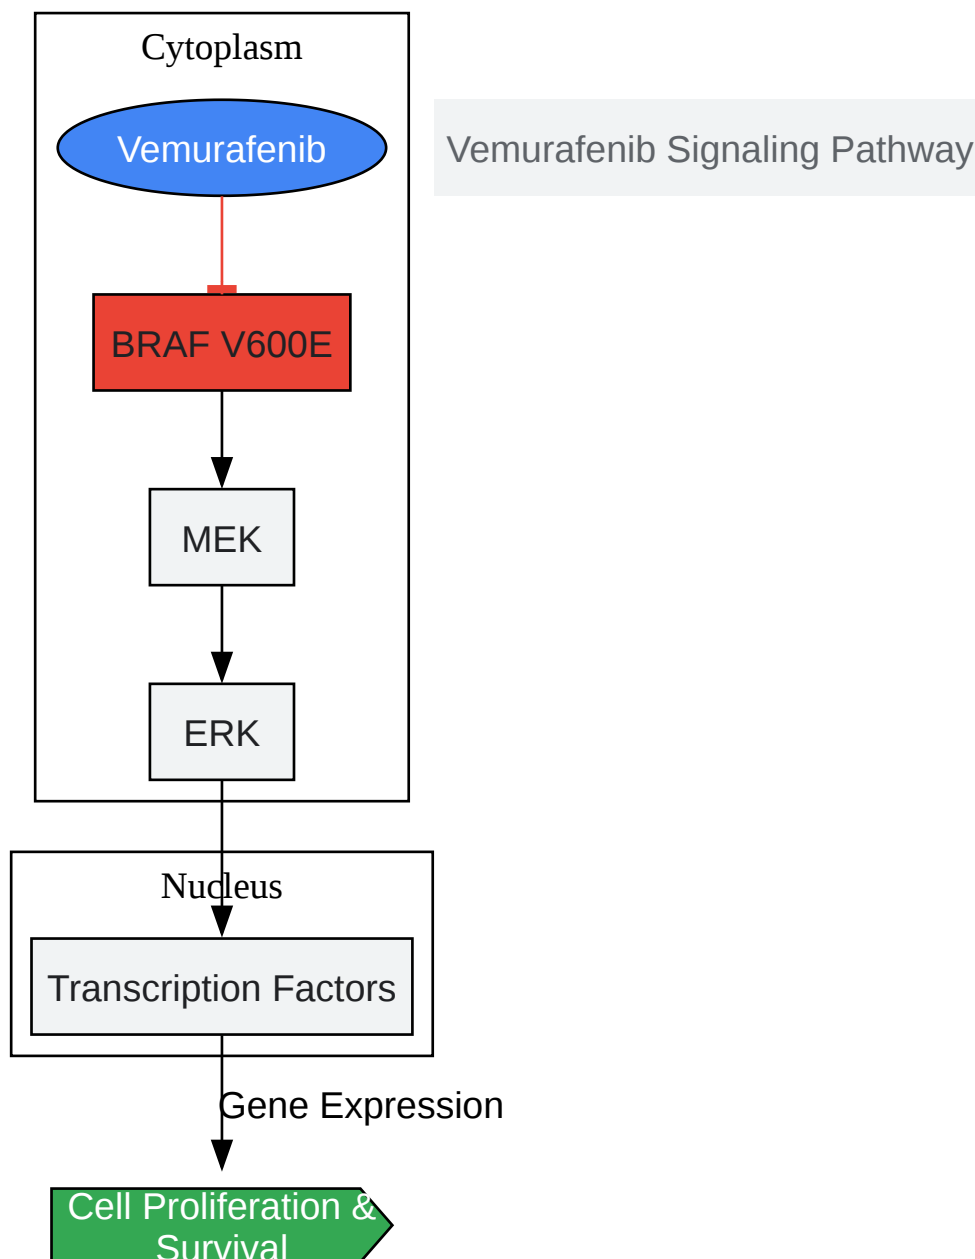 Cytoplasm
Vemurafenib
Vemurafenib Signaling Pathway
BRAF V600E
MEK
ERK
Nucleus
Transcription Factors
Gene Expression
Cell Proliferation &
Survival